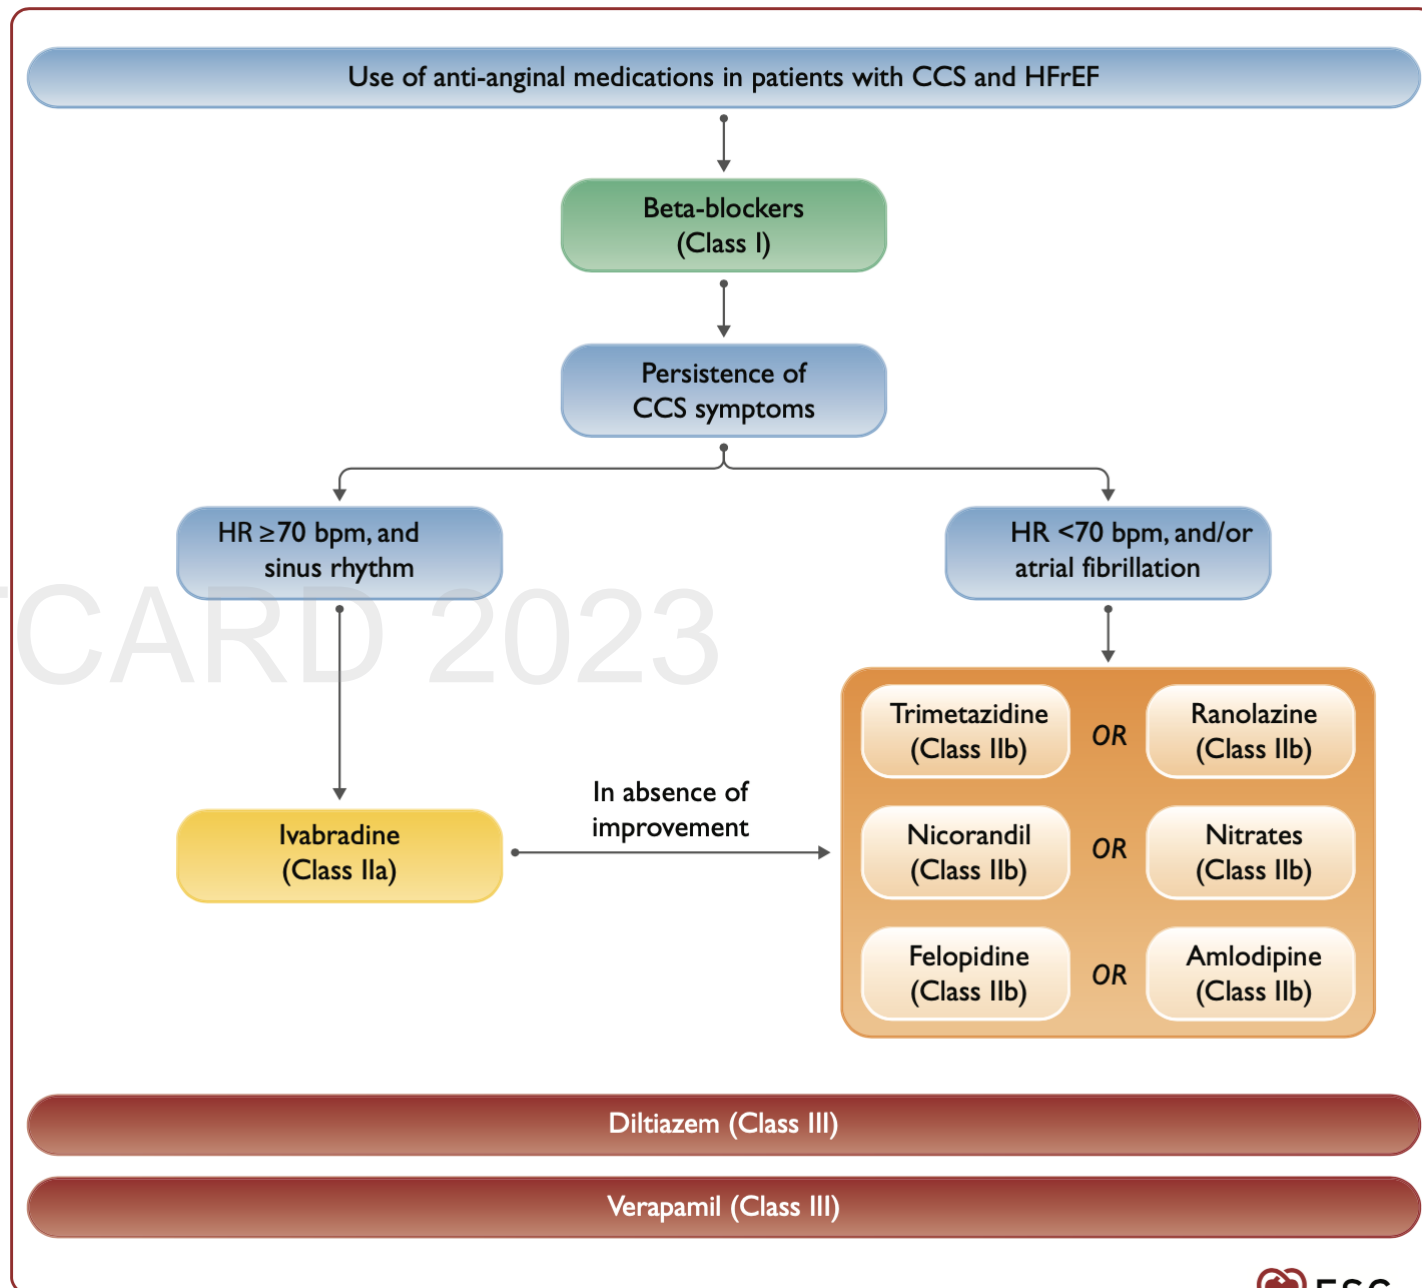 Use of anti-anginal medications in patients with CCS and HFrEF
Beta-blockers
(Class I)
Persistence of
CCS symptoms
HR ≥70 bpm, and
sinus rhythm
HR <70 bpm, and/or
atrial fibrillation
CARD 2023
Trimetazidine
(Class IIb)
OR
Ranolazine
(Class IIb)
In absence of
improvement
Ivabradine
(Class IIa)
Nicorandil
(Class IIb)
OR
Nitrates
(Class IIb)
Felopidine
(Class IIb)
OR
Amlodipine
(Class IIb)
Diltiazem (Class III)
Verapamil (Class III)
ESC